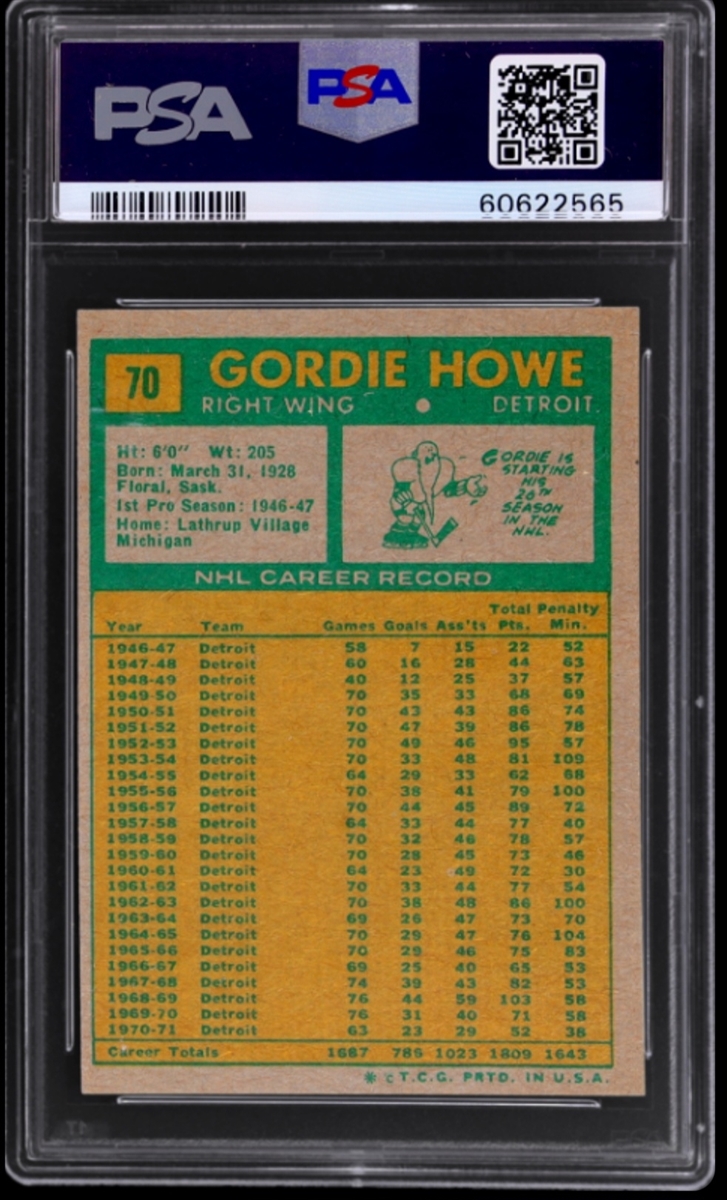 PSA PSA
60622565
70 GORDIE HOWE
RIGHT WING • DETROIT
Ht: 6'0" Wt: 205
Born: March 31, 1928
Floral, Sask.
1st Pro Season: 1946-47
Home: Lathrup Village
Michigan
GORDIE IS
STARTING
HIS
26TH
SEASON
IN THE
NHL.
NHL CAREER RECORD
Total Penalty
Year Team Games Goals Ass'ts Pts. Min.
1946-47 Detroit 58 7 15 22 52
1947-48 Detroit 60 16 28 44 63
1948-49 Detroit 40 12 25 37 57
1949-50 Detroit 70 35 33 68 69
1950-51 Detroit 70 43 43 86 74
1951-52 Detroit 70 47 39 86 78
1952-53 Detroit 70 49 46 95 57
1953-54 Detroit 70 33 48 81 109
1954-55 Detroit 64 29 33 62 68
1955-56 Detroit 70 38 41 79 100
1956-57 Detroit 70 44 45 89 72
1957-58 Detroit 64 33 44 77 40
1958-59 Detroit 70 32 46 78 57
1959-60 Detroit 70 28 45 73 46
1960-61 Detroit 64 23 49 72 30
1961-62 Detroit 70 33 44 77 54
1962-63 Detroit 70 38 48 86 100
1963-64 Detroit 69 26 47 73 70
1964-65 Detroit 70 29 47 76 104
1965-66 Detroit 70 29 46 75 83
1966-67 Detroit 69 25 40 65 53
1967-68 Detroit 74 39 43 82 53
1968-69 Detroit 76 44 59 103 58
1969-70 Detroit 76 31 40 71 58
1970-71 Detroit 63 23 29 52 38
Career Totals 1687 786 1023 1809 1643
* © T.C.G. PRTD. IN U.S.A.